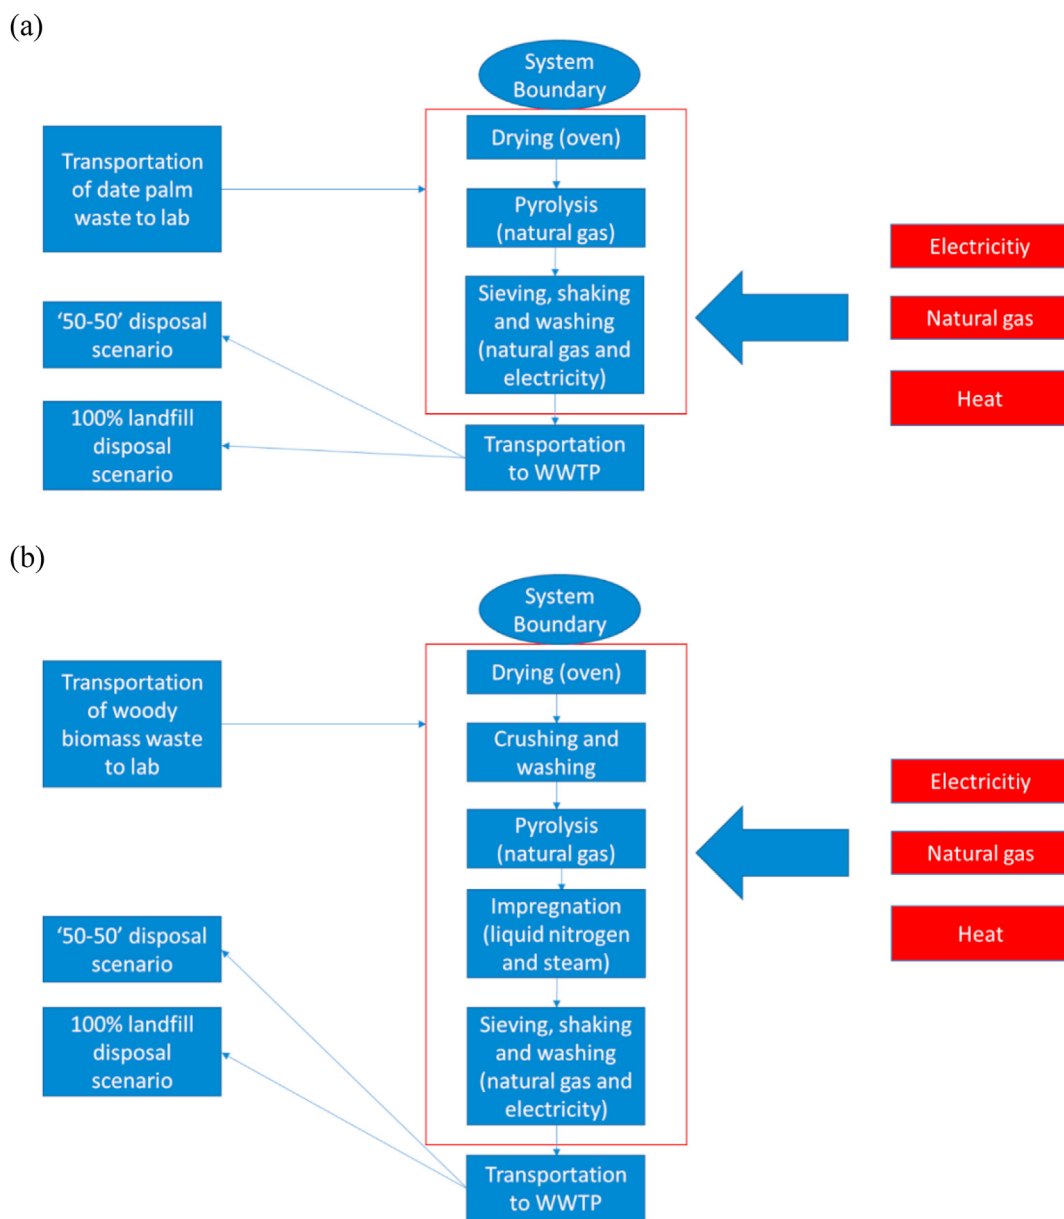 (a)
System
Boundary
Drying (oven)
Transportation
of date palm
waste to lab
Pyrolysis
(natural gas)
Electricitiy
Sieving, shaking
and washing
(natural gas and
electricity)
Natural gas
‘50-50’ disposal
scenario
Heat
100% landfill
disposal
scenario
Transportation
to WWTP
(b)
System
Boundary
Drying (oven)
Transportation
of woody
biomass waste
to lab
Crushing and
washing
Electricitiy
Pyrolysis
(natural gas)
Natural gas
Impregnation
(liquid nitrogen
and steam)
Heat
‘50-50’ disposal
scenario
100% landfill
disposal
scenario
Sieving, shaking
and washing
(natural gas and
electricity)
Transportation
to WWTP